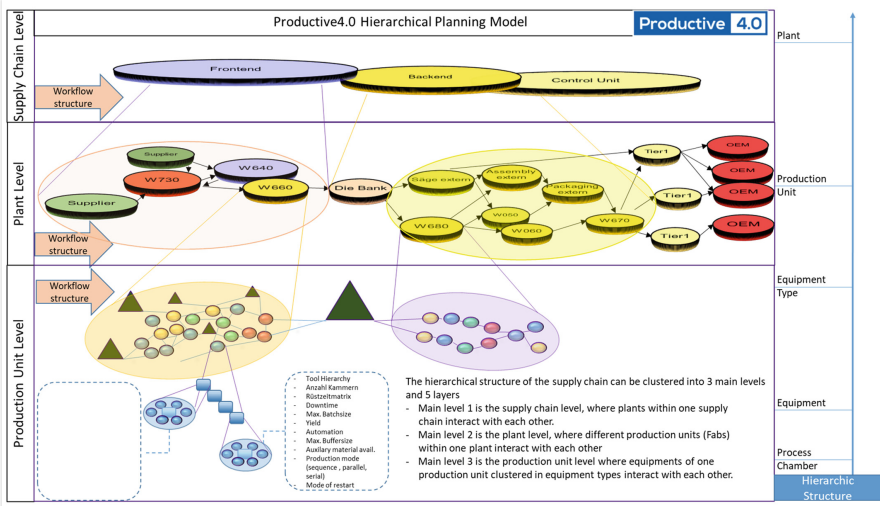 Productive4.0 Hierarchical Planning Model
Productive 4.0
Supply Chain Level
Workflow
structure
Frontend
Backend
Control Unit
Plant
Plant Level
Workflow
structure
Supplier
Supplier
W730
W640
W660
Die Bank
Sage extern
Assembly
extern
Packaging
extern
W680
W050
W060
W670
Tier1
Tier1
Tier1
OEM
OEM
OEM
OEM
Production
Unit
Production Unit Level
Workflow
structure
Equipment
Type
Equipment
Process
Chamber
Hierarchic
Structure
Tool Hierarchy
Anzahl Kammern
Rüstzeitmatrix
Downtime
Max. Batchsize
Yield
Automation
Max. Buffersize
Auxilary material avail.
Production mode
(sequence , parallel,
serial)
Mode of restart
The hierarchical structure of the supply chain can be clustered into 3 main levels
and 5 layers
- Main level 1 is the supply chain level, where plants within one supply
chain interact with each other.
- Main level 2 is the plant level, where different production units (Fabs)
within one plant interact with each other
- Main level 3 is the production unit level where equipments of one
production unit clustered in equipment types interact with each other.